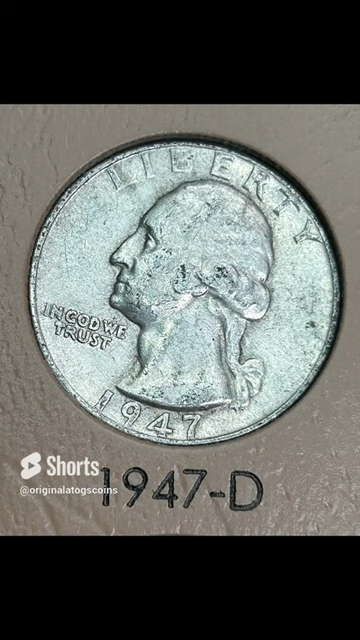 LIBERTY
IN GOD WE
TRUST
1947
Shorts
@originalatogscoins
1947-D